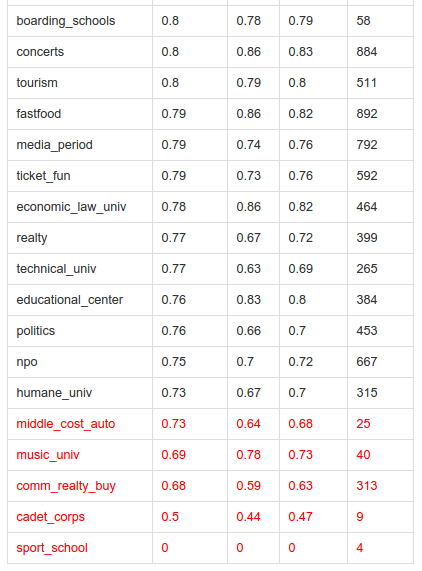 boarding_schools 0.8 0.78 0.79 58
concerts 0.8 0.86 0.83 884
tourism 0.8 0.79 0.8 511
fastfood 0.79 0.86 0.82 892
media_period 0.79 0.74 0.76 792
ticket_fun 0.79 0.73 0.76 592
economic_law_univ 0.78 0.86 0.82 464
realty 0.77 0.67 0.72 399
technical_univ 0.77 0.63 0.69 265
educational_center 0.76 0.83 0.8 384
politics 0.76 0.66 0.7 453
npo 0.75 0.7 0.72 667
humane_univ 0.73 0.67 0.7 315
middle_cost_auto 0.73 0.64 0.68 25
music_univ 0.69 0.78 0.73 40
comm_realty_buy 0.68 0.59 0.63 313
cadet_corps 0.5 0.44 0.47 9
sport_school 0 0 0 4